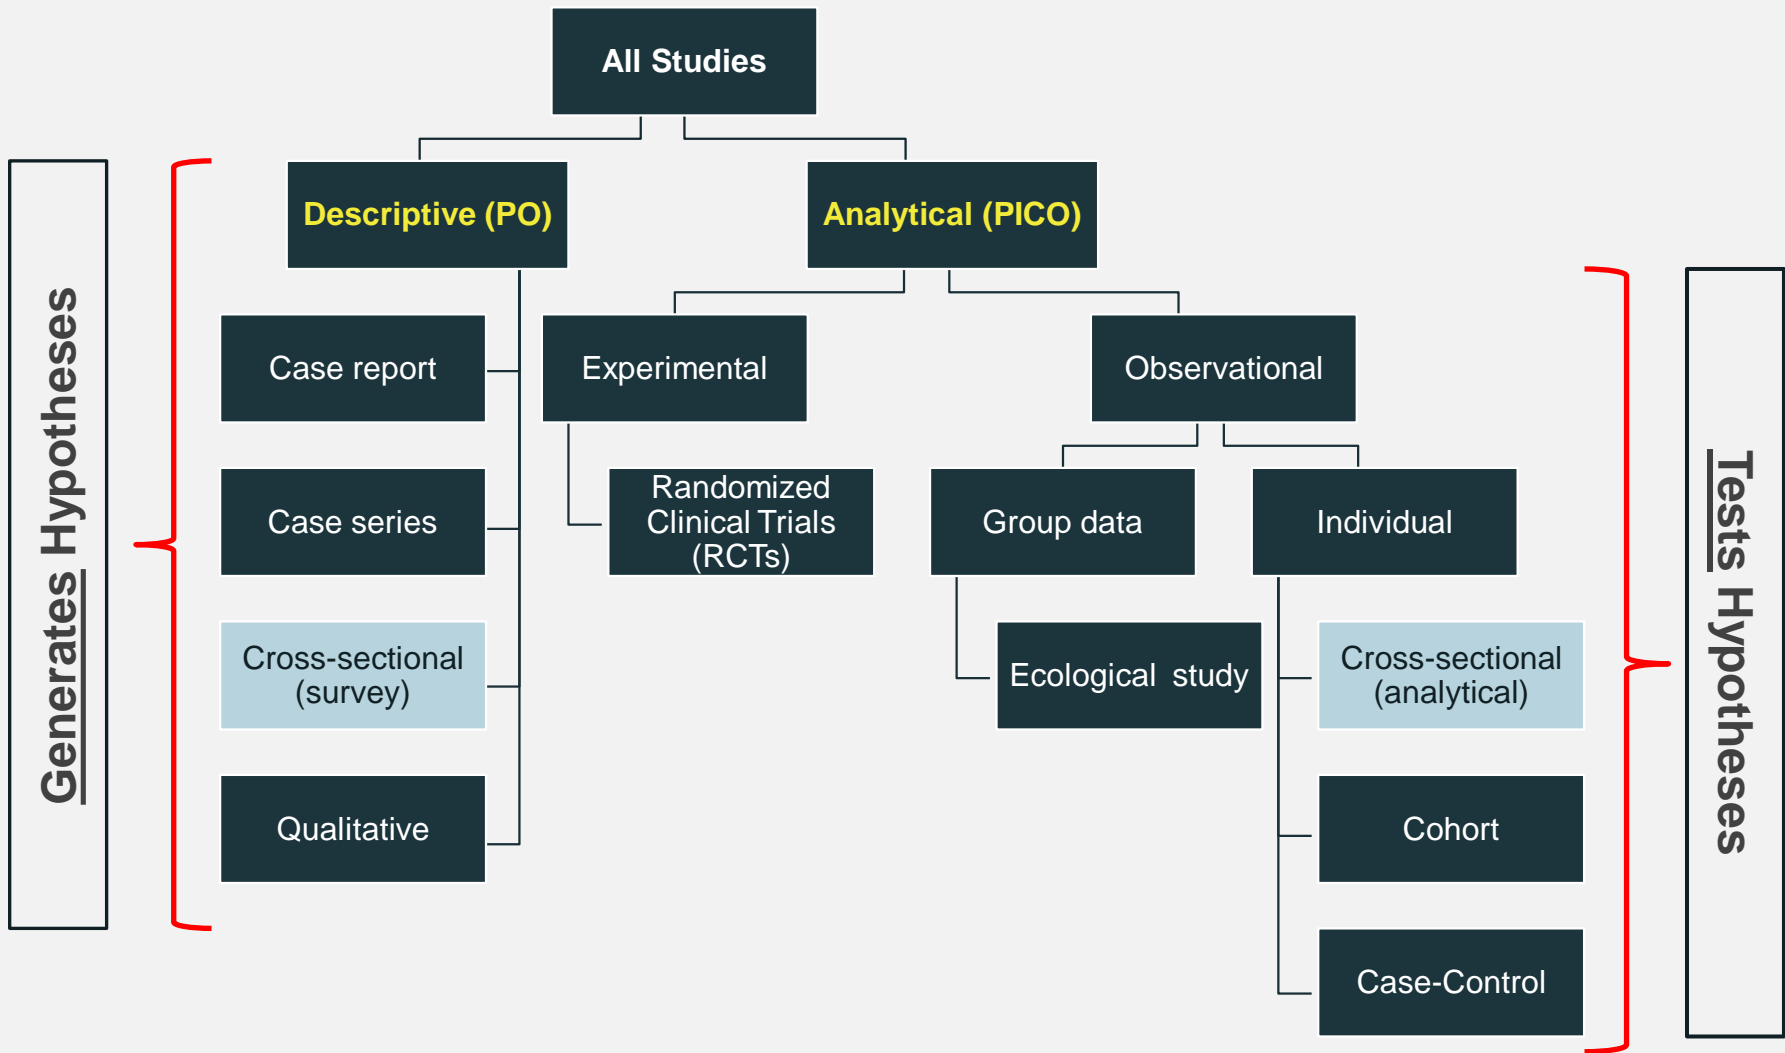 All Studies
Descriptive (PO)
Analytical (PICO)
Generates Hypotheses
Case report
Case series
Cross-sectional
(survey)
Qualitative
Experimental
Randomized
Clinical Trials
(RCTs)
Observational
Group data
Ecological study
Individual
Cross-sectional
(analytical)
Cohort
Case-Control
Tests Hypotheses